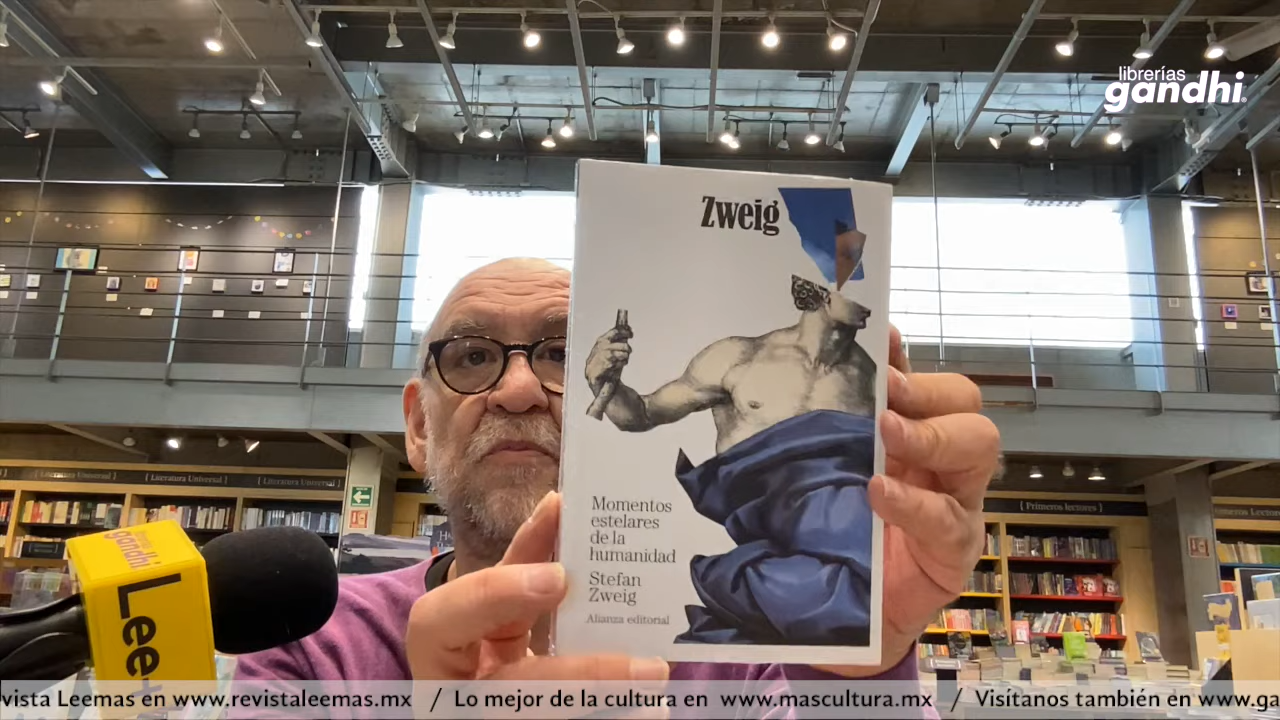 librerías
gandhi
Zweig
Momentos
estelares
de la
humanidad
Stefan
Zweig
Alianza editorial
{ Literatura Universal }
{ Primeros lectores }
gandhi
Lee+
vista Leemas en www.revistaleemas.mx / Lo mejor de la cultura en www.mascultura.mx / Visítanos también en www.ga